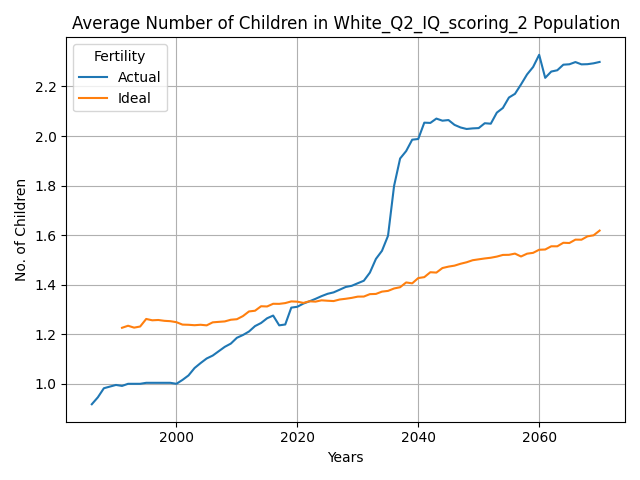 Average Number of Children in White_Q2_IQ_scoring_2 Population
Fertility
Actual
Ideal
No. of Children
2.2
2.0
1.8
1.6
1.4
1.2
1.0
2000
2020
2040
2060
Years